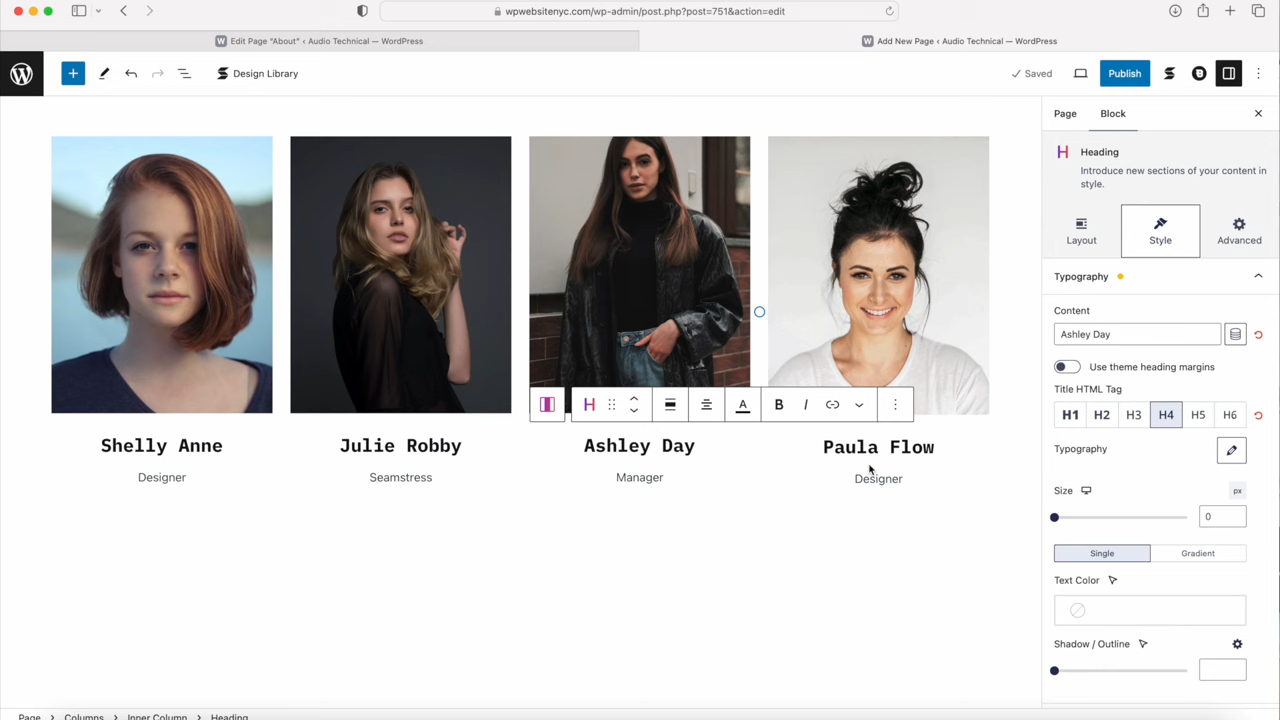 wpwebsitenyc.com/wp-admin/post.php?post=751&action=edit
Edit Page “About” ‹ Audio Technical — WordPress
Add New Page ‹ Audio Technical — WordPress
Design Library
Saved
Publish
Page
Block
Heading
Introduce new sections of your content in
style.
Layout
Style
Advanced
Typography
Content
Ashley Day
Use theme heading margins
Title HTML Tag
H1 H2 H3 H4 H5 H6
Typography
Size
px
0
Single
Gradient
Text Color
Shadow / Outline
H
A
B
I
Shelly Anne
Designer
Julie Robby
Seamstress
Ashley Day
Manager
Paula Flow
Designer
Page > Columns > Inner Column > Heading